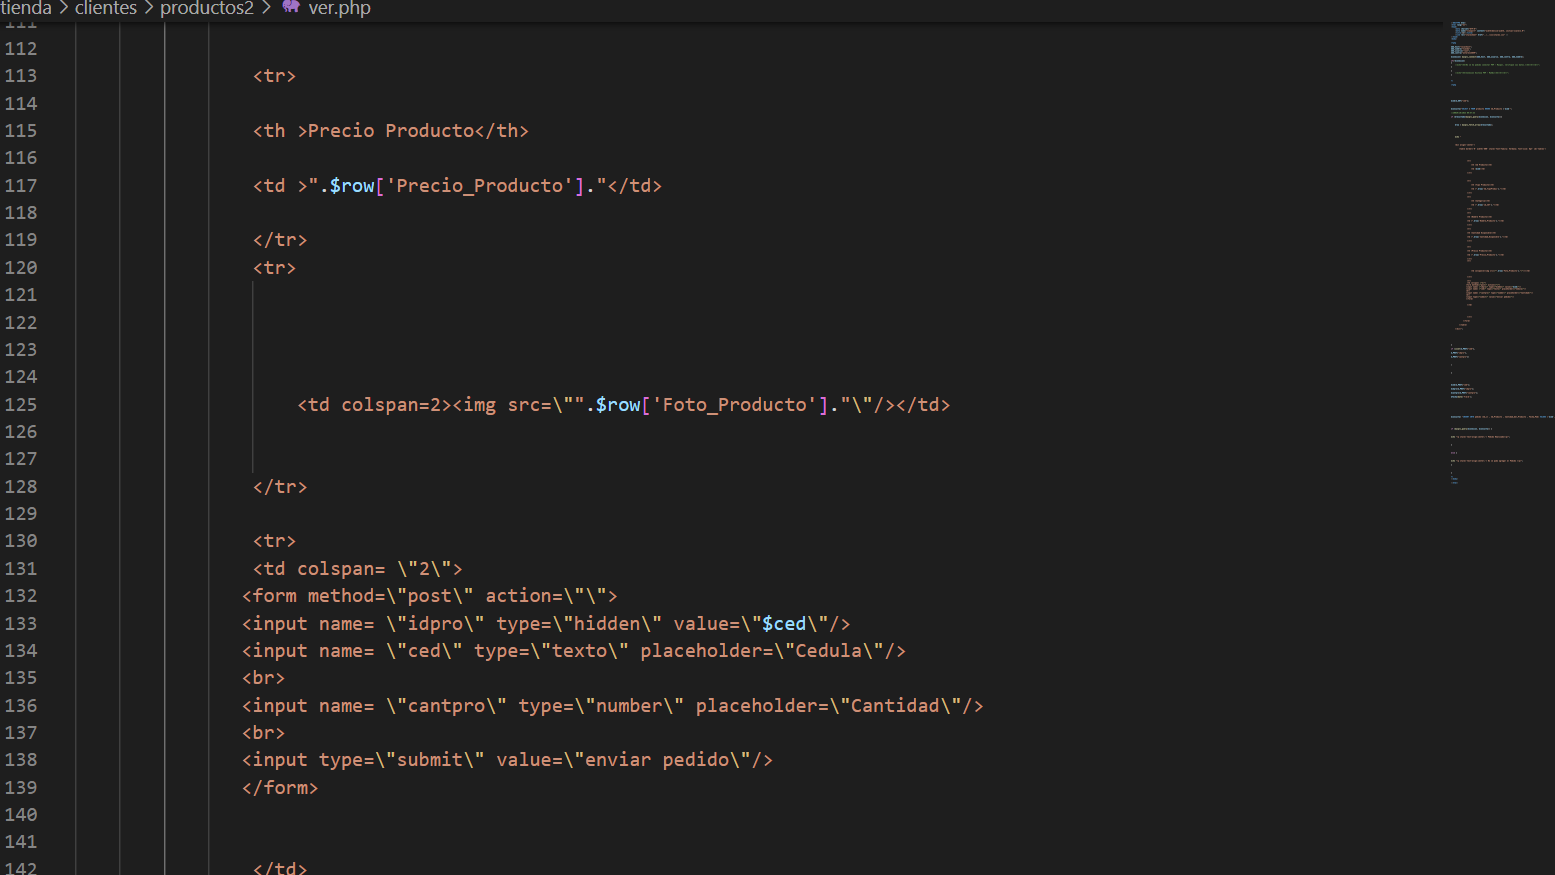 tienda > clientes > productos2 > ver.php
111
112
113 <tr>
114
115 <th >Precio Producto</th>
116
117 <td >".$row['Precio_Producto']."</td>
118
119 </tr>
120 <tr>
121
122
123
124
125 <td colspan=2><img src=\"".$row['Foto_Producto']."\"/></td>
126
127
128 </tr>
129
130 <tr>
131 <td colspan= \"2\">
132 <form method=\"post\" action=\"\">
133 <input name= \"idpro\" type=\"hidden\" value=\"$ced\"/>
134 <input name= \"ced\" type=\"texto\" placeholder=\"Cedula\"/>
135 <br>
136 <input name= \"cantpro\" type=\"number\" placeholder=\"Cantidad\"/>
137 <br>
138 <input type=\"submit\" value=\"enviar pedido\"/>
139 </form>
140
141
142 </td>